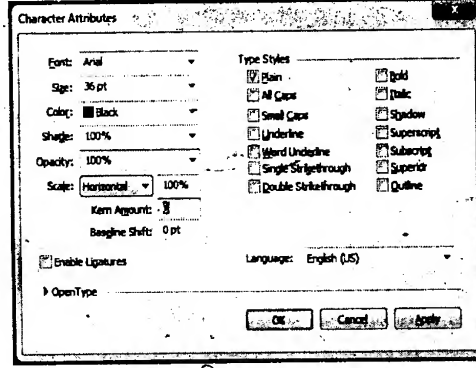 Character Attributes X
Font: Arial
Size: 36 pt
Color: Black
Shade: 100%
Opacity: 100%
Scale: Horizontal 100%
Kern Amount:
Baseline Shift: 0 pt
Enable Ligatures
OpenType
Type Styles
Plain Bold
All Caps Italic
Small Caps Shadow
Underline Superscript
Word Underline Subscript
Single Strikethrough Superior
Double Strikethrough Outline
Language: English (US)
OK Cancel Apply